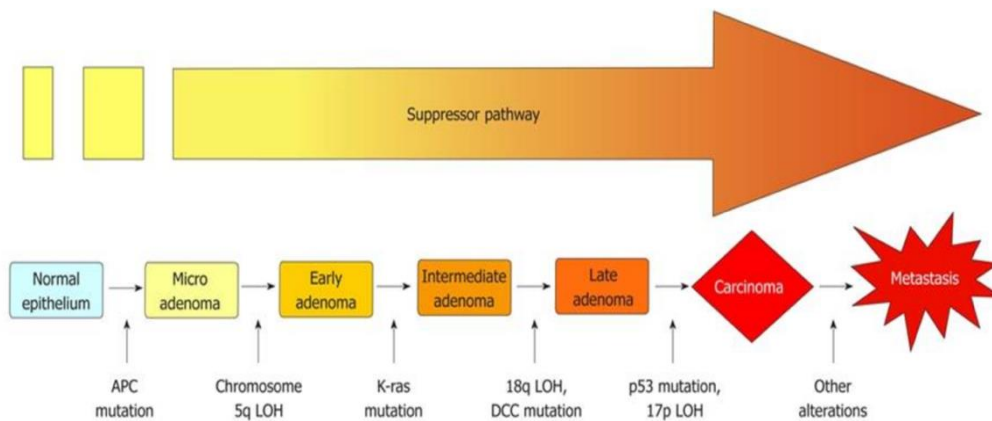 Suppressor pathway
Normal
epithelium
Micro
adenoma
Early
adenoma
Intermediate
adenoma
Late
adenoma
Carcinoma
Metastasis
APC
mutation
Chromosome
5q LOH
K-ras
mutation
18q LOH,
DCC mutation
p53 mutation,
17p LOH
Other
alterations